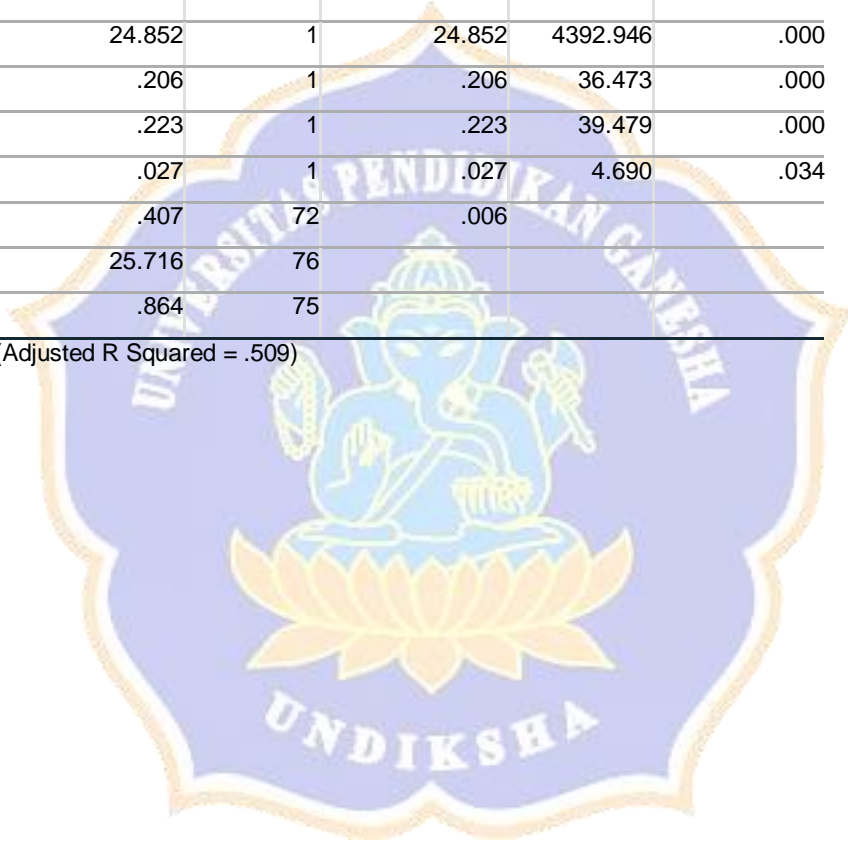 24.852 1 24.852 4392.946 .000
.206 1 .206 36.473 .000
.223 1 .223 39.479 .000
.027 1 .027 4.690 .034
.407 72 .006
25.716 76
.864 75
(Adjusted R Squared = .509)
UNIVERSITAS PENDIDIKAN GANESHA
UNDIKSHA